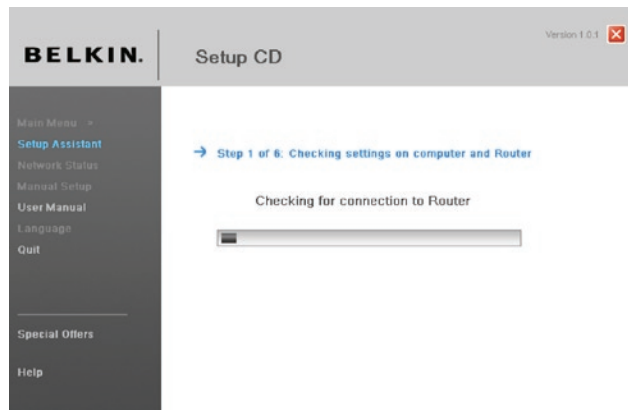 Version 1.0.1
BELKIN.
Setup CD
Main Menu >
Setup Assistant
Network Status
Manual Setup
User Manual
Language
Quit
Special Offers
Help
Step 1 of 6: Checking settings on computer and Router
Checking for connection to Router